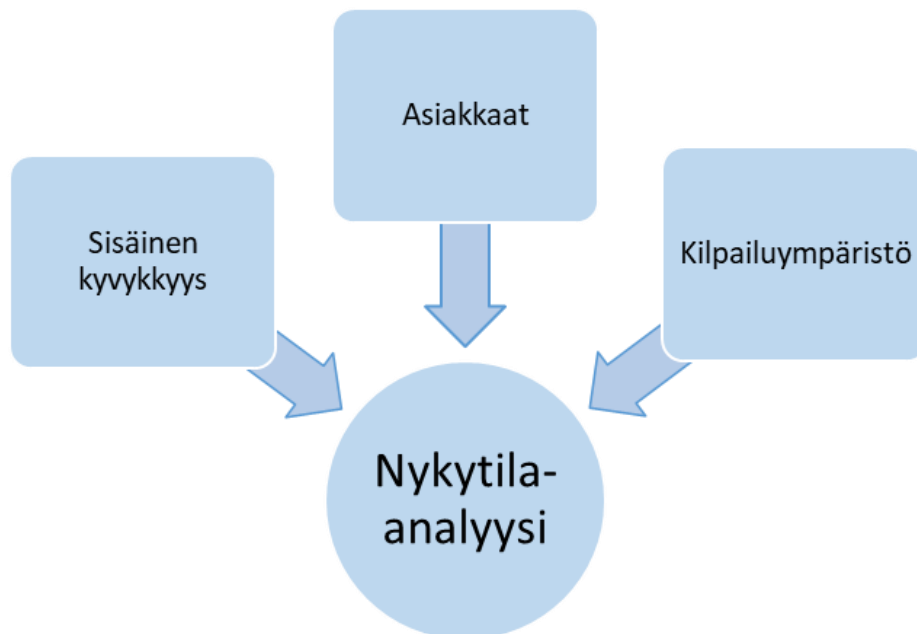 Asiakkaat
Sisäinen
kyvykkyys
Kilpailuympäristö
Nykytila-
analyysi